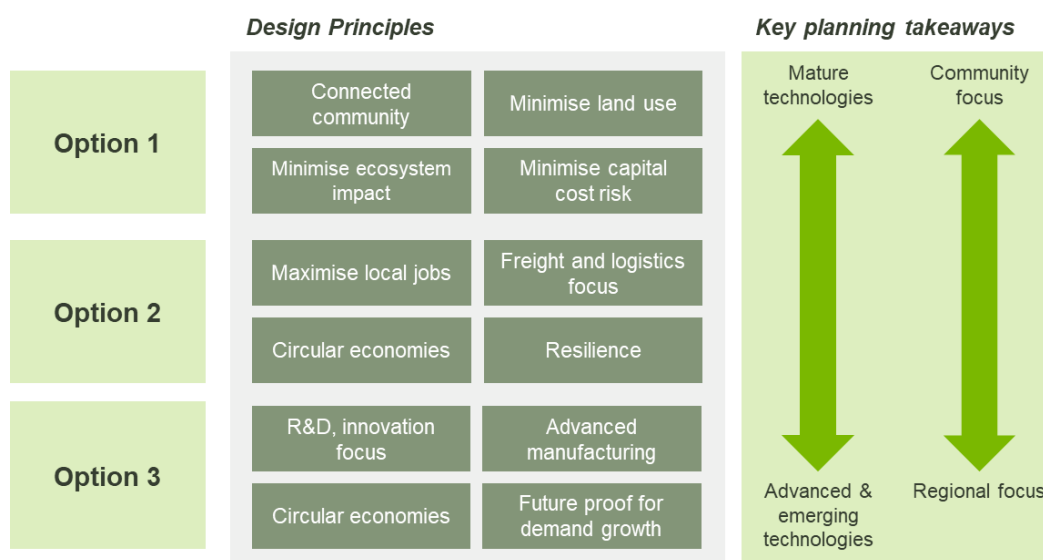 Design Principles
Key planning takeaways
Option 1
Connected
community
Minimise land use
Minimise ecosystem
impact
Minimise capital
cost risk
Option 2
Maximise local jobs
Freight and logistics
focus
Circular economies
Resilience
Option 3
R&D, innovation
focus
Advanced
manufacturing
Circular economies
Future proof for
demand growth
Mature
technologies
Community
focus
Advanced &
emerging
technologies
Regional focus